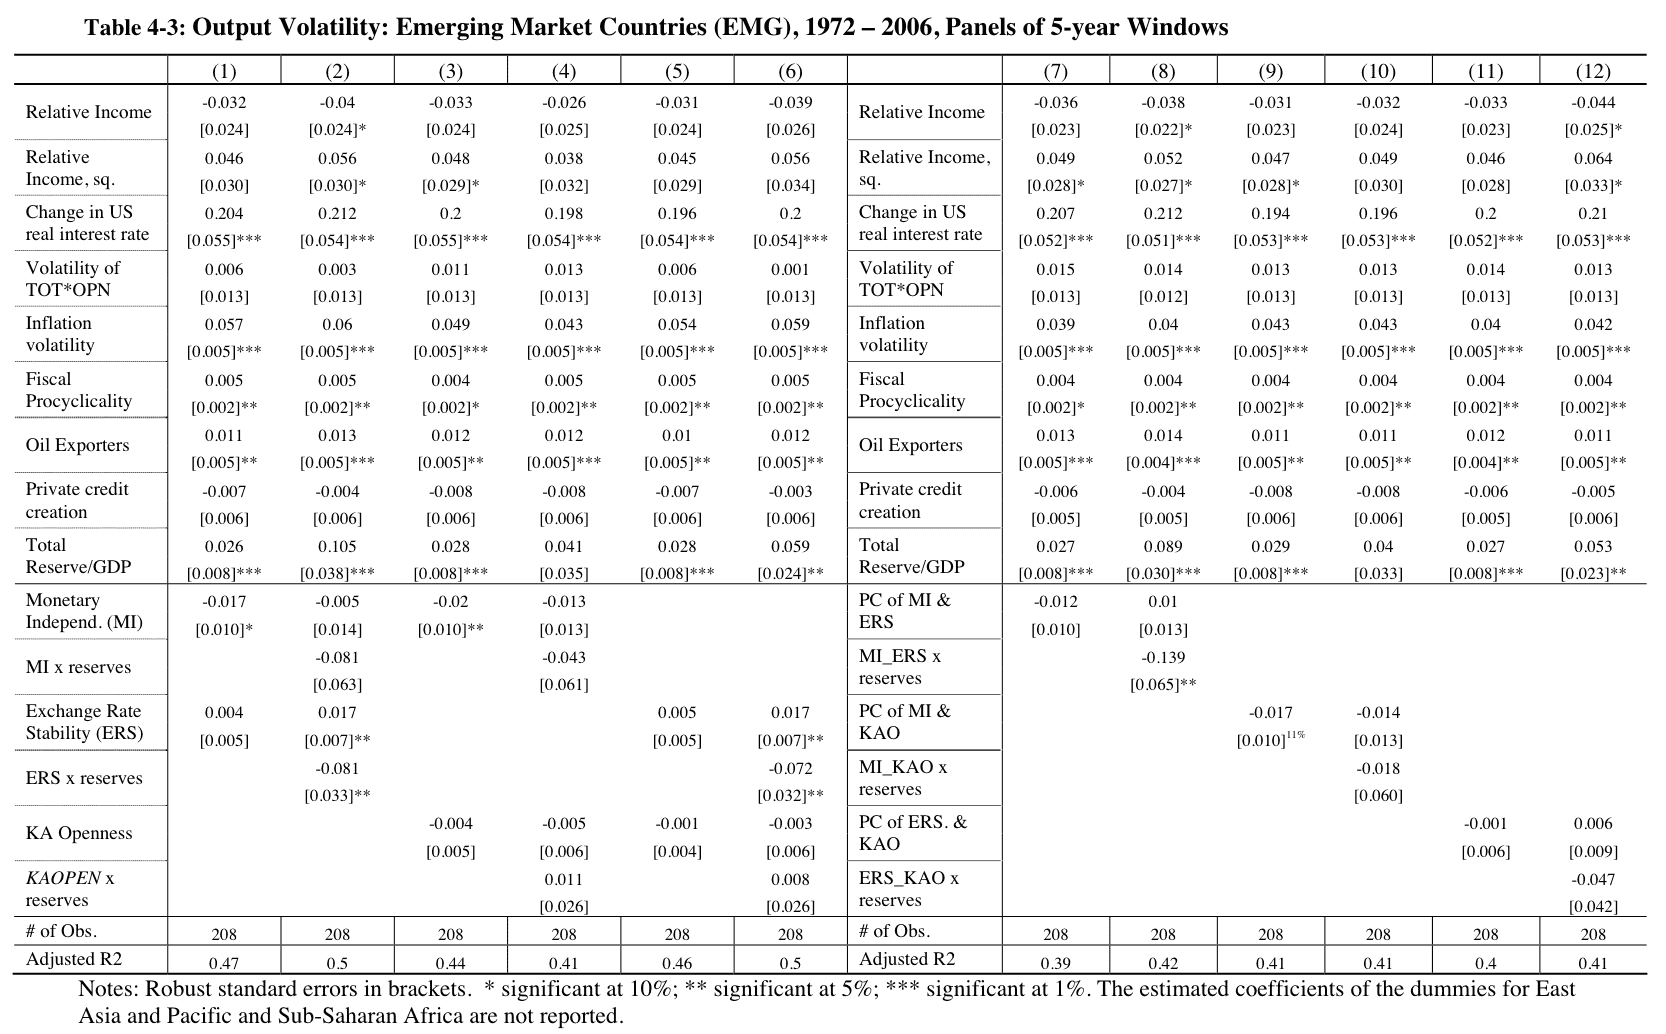 Table 4-3: Output Volatility: Emerging Market Countries (EMG), 1972 – 2006, Panels of 5-year Windows
(1) (2) (3) (4) (5) (6) (7) (8) (9) (10) (11) (12)
Relative Income -0.032 -0.04 -0.033 -0.026 -0.031 -0.039 Relative Income -0.036 -0.038 -0.031 -0.032 -0.033 -0.044
[0.024] [0.024]* [0.024] [0.025] [0.024] [0.026] [0.023] [0.022]* [0.023] [0.024] [0.023] [0.025]*
Relative 0.046 0.056 0.048 0.038 0.045 0.056 Relative Income, 0.049 0.052 0.047 0.049 0.046 0.064
Income, sq. [0.030] [0.030]* [0.029]* [0.032] [0.029] [0.034] sq. [0.028]* [0.027]* [0.028]* [0.030] [0.028] [0.033]*
Change in US 0.204 0.212 0.2 0.198 0.196 0.2 Change in US 0.207 0.212 0.194 0.196 0.2 0.21
real interest rate [0.055]*** [0.054]*** [0.055]*** [0.054]*** [0.054]*** [0.054]*** real interest rate [0.052]*** [0.051]*** [0.053]*** [0.053]*** [0.052]*** [0.053]***
Volatility of 0.006 0.003 0.011 0.013 0.006 0.001 Volatility of 0.015 0.014 0.013 0.013 0.014 0.013
TOT*OPN [0.013] [0.013] [0.013] [0.013] [0.013] [0.013] TOT*OPN [0.013] [0.012] [0.013] [0.013] [0.013] [0.013]
Inflation 0.057 0.06 0.049 0.043 0.054 0.059 Inflation 0.039 0.04 0.043 0.043 0.04 0.042
volatility [0.005]*** [0.005]*** [0.005]*** [0.005]*** [0.005]*** [0.005]*** volatility [0.005]*** [0.005]*** [0.005]*** [0.005]*** [0.005]*** [0.005]***
Fiscal 0.005 0.005 0.004 0.005 0.005 0.005 Fiscal 0.004 0.004 0.004 0.004 0.004 0.004
Procyclicality [0.002]** [0.002]** [0.002]* [0.002]** [0.002]** [0.002]** Procyclicality [0.002]* [0.002]** [0.002]** [0.002]** [0.002]** [0.002]**
Oil Exporters 0.011 0.013 0.012 0.012 0.01 0.012 Oil Exporters 0.013 0.014 0.011 0.011 0.012 0.011
[0.005]** [0.005]*** [0.005]** [0.005]*** [0.005]** [0.005]** [0.005]*** [0.004]*** [0.005]** [0.005]** [0.004]** [0.005]**
Private credit -0.007 -0.004 -0.008 -0.008 -0.007 -0.003 Private credit -0.006 -0.004 -0.008 -0.008 -0.006 -0.005
creation [0.006] [0.006] [0.006] [0.006] [0.006] [0.006] creation [0.005] [0.005] [0.006] [0.006] [0.005] [0.006]
Total 0.026 0.105 0.028 0.041 0.028 0.059 Total 0.027 0.089 0.029 0.04 0.027 0.053
Reserve/GDP [0.008]*** [0.038]*** [0.008]*** [0.035] [0.008]*** [0.024]** Reserve/GDP [0.008]*** [0.030]*** [0.008]*** [0.033] [0.008]*** [0.023]**
Monetary -0.017 -0.005 -0.02 -0.013 PC of MI & -0.012 0.01
Independ. (MI) [0.010]* [0.014] [0.010]** [0.013] ERS [0.010] [0.013]
MI x reserves -0.081 -0.043 MI_ERS x -0.139
[0.063] [0.061] reserves [0.065]**
Exchange Rate 0.004 0.017 0.005 0.017 PC of MI & -0.017 -0.014
Stability (ERS) [0.005] [0.007]** [0.005] [0.007]** KAO [0.010]11% [0.013]
ERS x reserves -0.081 -0.072 MI_KAO x -0.018
[0.033]** [0.032]** reserves [0.060]
KA Openness -0.004 -0.005 -0.001 -0.003 PC of ERS. & -0.001 0.006
[0.005] [0.006] [0.004] [0.006] KAO [0.006] [0.009]
KAOPEN x 0.011 0.008 ERS_KAO x -0.047
reserves [0.026] [0.026] reserves [0.042]
# of Obs. 208 208 208 208 208 208 # of Obs. 208 208 208 208 208 208
Adjusted R2 0.47 0.5 0.44 0.41 0.46 0.5 Adjusted R2 0.39 0.42 0.41 0.41 0.4 0.41
Notes: Robust standard errors in brackets. * significant at 10%; ** significant at 5%; *** significant at 1%. The estimated coefficients of the dummies for East
Asia and Pacific and Sub-Saharan Africa are not reported.